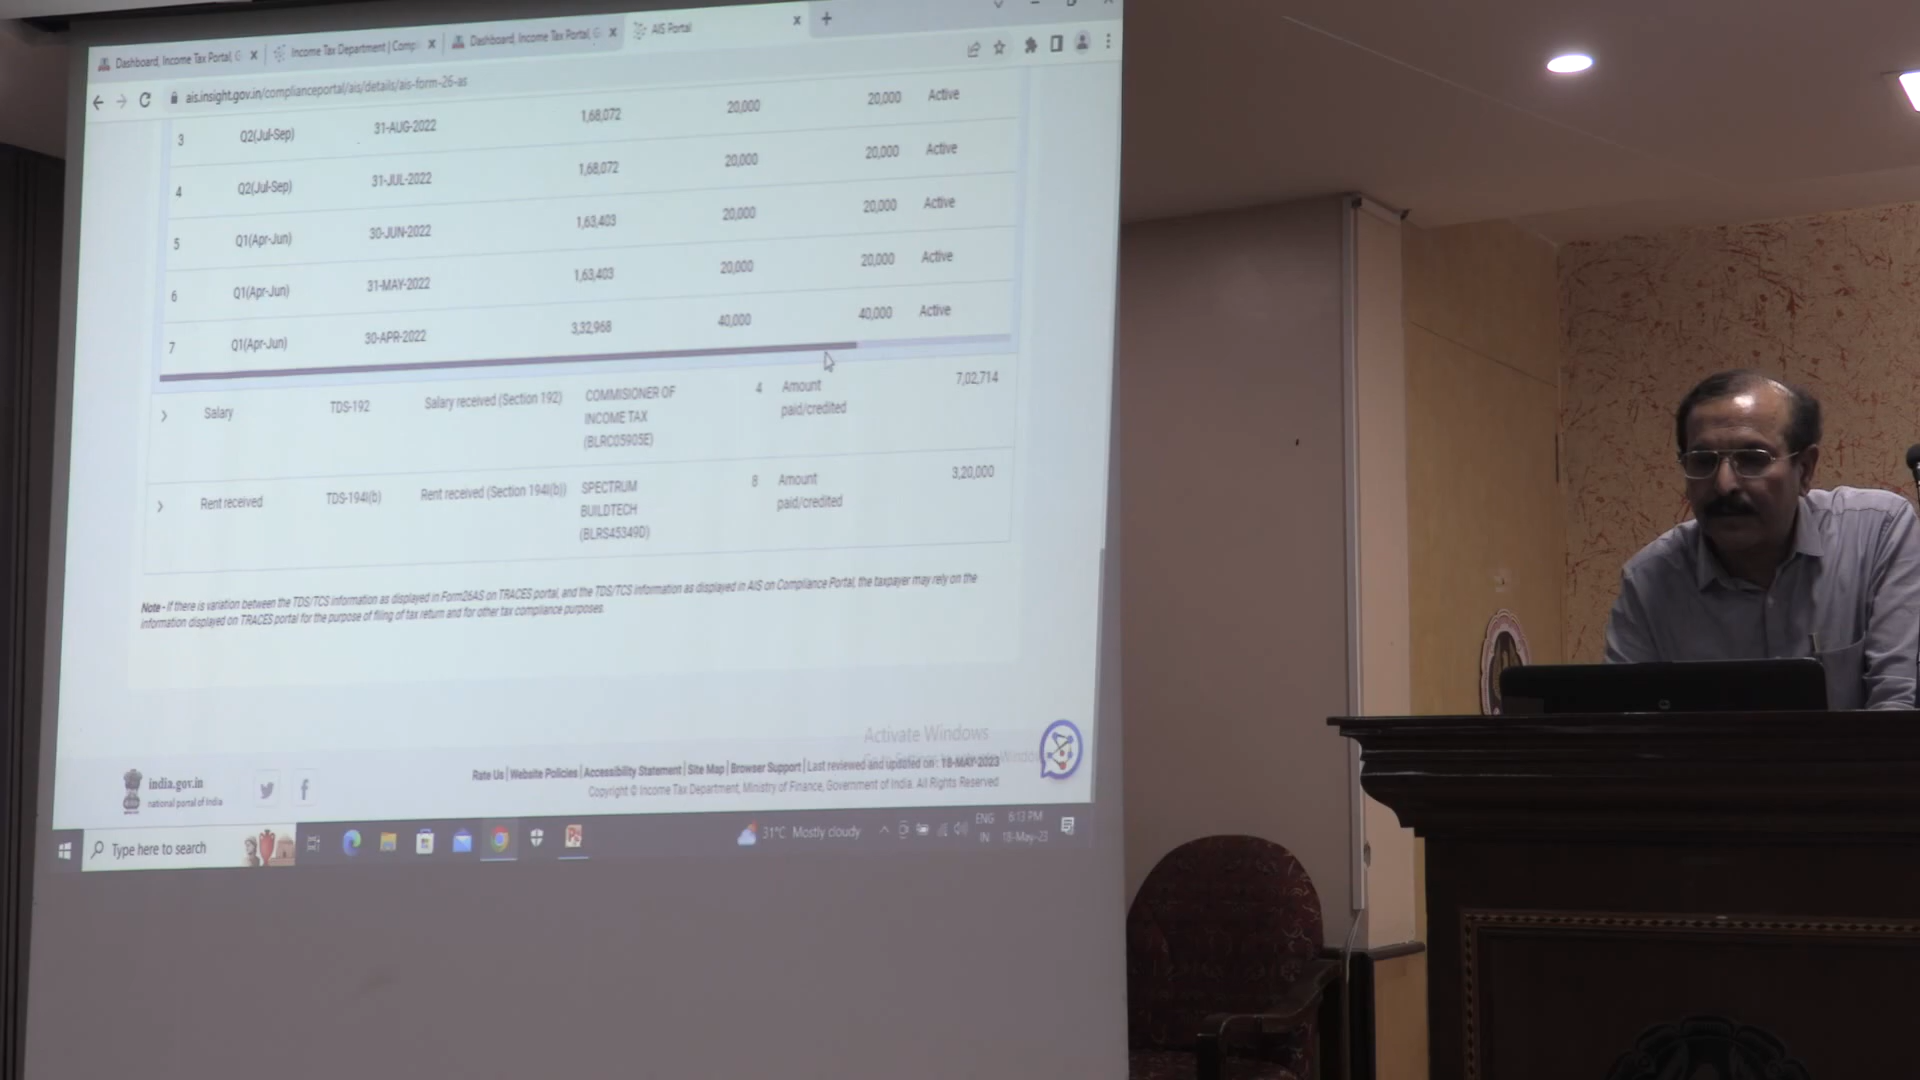 Dashboard, Income Tax Portal, G
Income Tax Department | Comp
Dashboard, Income Tax Portal, G
AIS Portal
ais.insight.gov.in/complianceportal/ais/details/ais-form-26-as
3 Q2(Jul-Sep) 31-AUG-2022 1,68,072 20,000 20,000 Active
4 Q2(Jul-Sep) 31-JUL-2022 1,68,072 20,000 20,000 Active
5 Q1(Apr-Jun) 30-JUN-2022 1,63,403 20,000 20,000 Active
6 Q1(Apr-Jun) 31-MAY-2022 1,63,403 20,000 20,000 Active
7 Q1(Apr-Jun) 30-APR-2022 3,32,968 40,000 40,000 Active
Salary TDS-192 Salary received (Section 192) COMMISIONER OF 4 Amount 7,02,714
INCOME TAX paid/credited
(BLRC05905E)
Rent received TDS-194I(b) Rent received (Section 194I(b)) SPECTRUM 8 Amount 3,20,000
BUILDTECH paid/credited
(BLRS45349D)
Note - If there is variation between the TDS/TCS information as displayed in Form26AS on TRACES portal, and the TDS/TCS information as displayed in AIS on Compliance Portal, the taxpayer may rely on the
information displayed on TRACES portal for the purpose of filing of tax return and for other tax compliance purposes.
Activate Windows
india.gov.in
national portal of India
Rate Us | Website Policies | Accessibility Statement | Site Map | Browser Support | Last reviewed and updated on : 18-MAY-2023
Copyright © Income Tax Department, Ministry of Finance, Government of India. All Rights Reserved
Type here to search
31°C Mostly cloudy
ENG
IN
6:13 PM
18-May-23